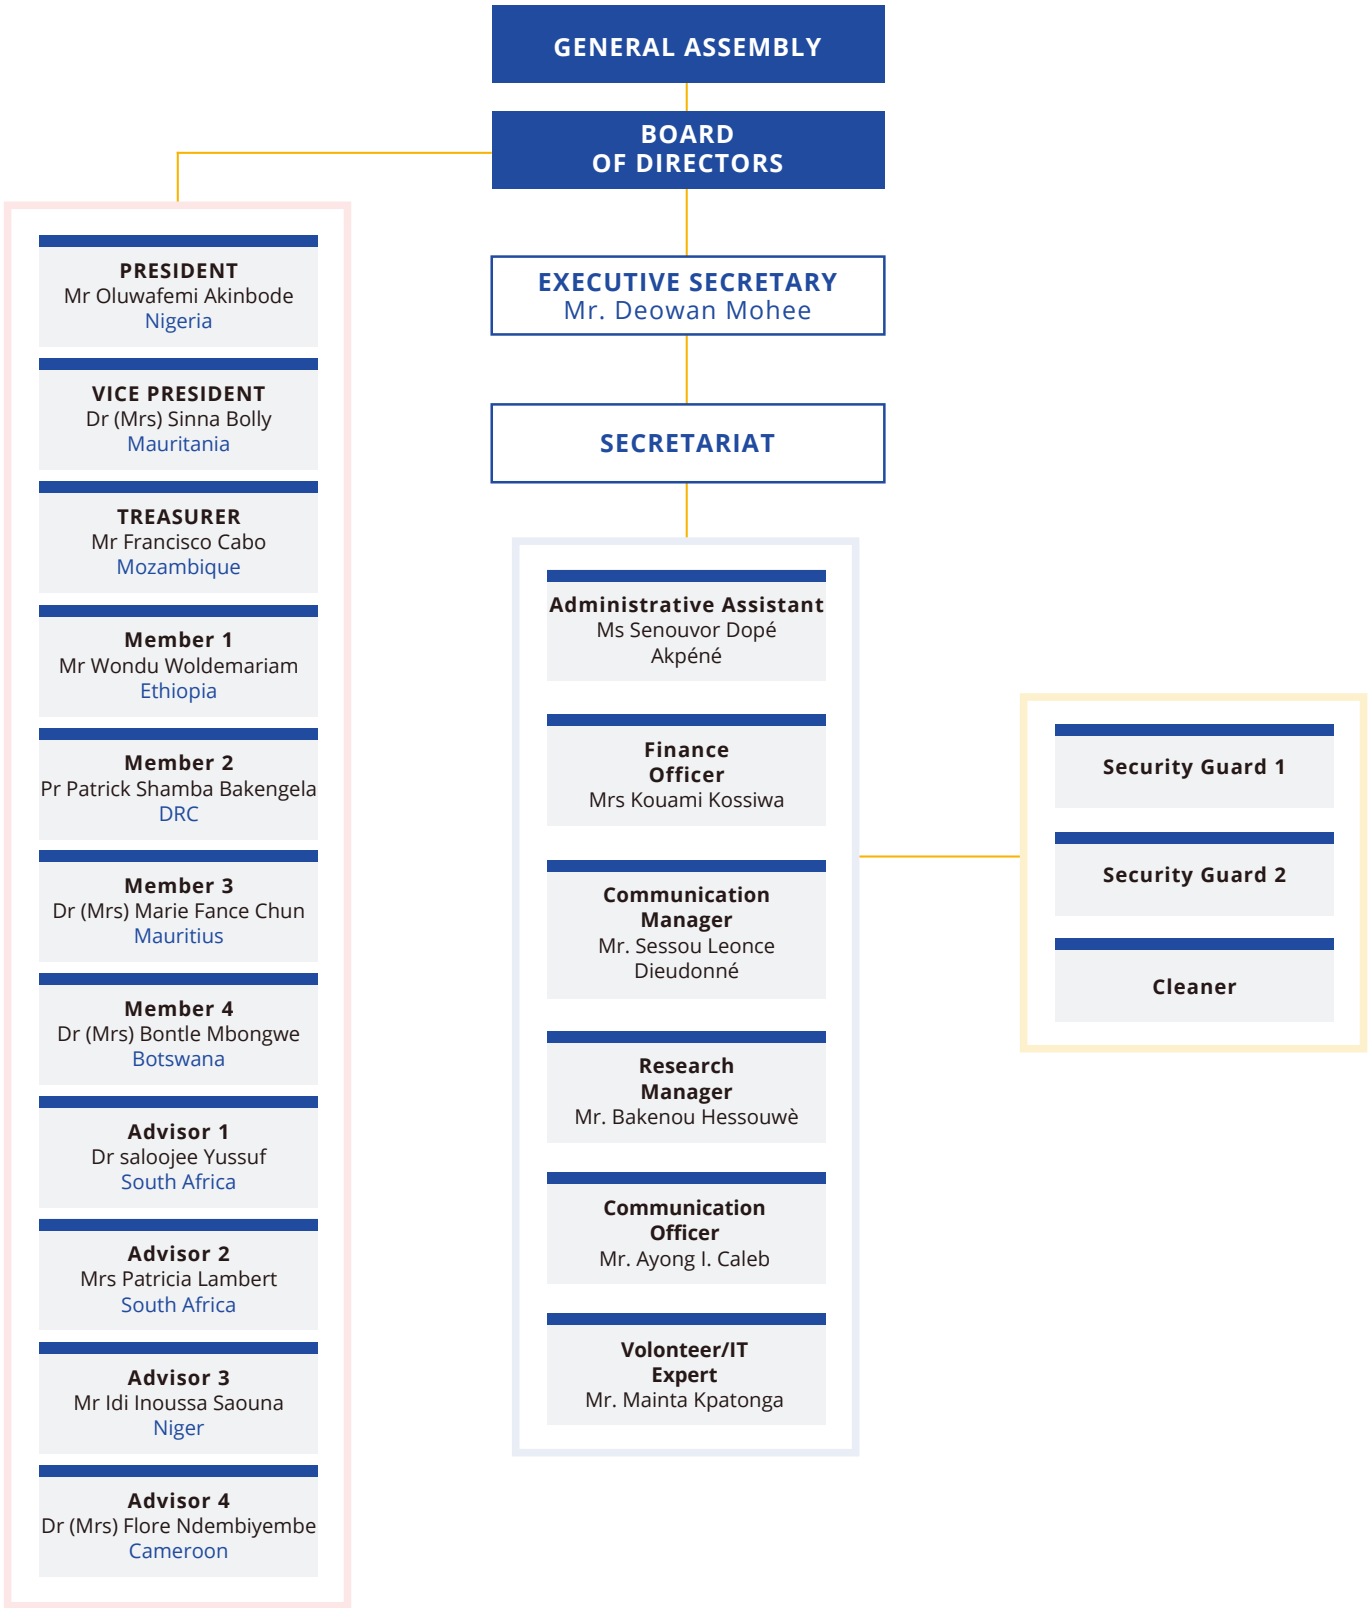 GENERAL ASSEMBLY
BOARD
OF DIRECTORS
PRESIDENT
Mr Oluwafemi Akinbode
Nigeria
VICE PRESIDENT
Dr (Mrs) Sinna Bolly
Mauritania
TREASURER
Mr Francisco Cabo
Mozambique
Member 1
Mr Wondu Woldemariam
Ethiopia
Member 2
Pr Patrick Shamba Bakengela
DRC
Member 3
Dr (Mrs) Marie Fance Chun
Mauritius
Member 4
Dr (Mrs) Bontle Mbongwe
Botswana
Advisor 1
Dr saloojee Yussuf
South Africa
Advisor 2
Mrs Patricia Lambert
South Africa
Advisor 3
Mr Idi Inoussa Saouna
Niger
Advisor 4
Dr (Mrs) Flore Ndembiyembe
Cameroon
EXECUTIVE SECRETARY
Mr. Deowan Mohee
SECRETARIAT
Administrative Assistant
Ms Senouvor Dopé
Akpéné
Finance
Officer
Mrs Kouami Kossiwa
Communication
Manager
Mr. Sessou Leonce
Dieudonné
Research
Manager
Mr. Bakenou Hessouwè
Communication
Officer
Mr. Ayong I. Caleb
Volonteer/IT
Expert
Mr. Mainta Kpatonga
Security Guard 1
Security Guard 2
Cleaner